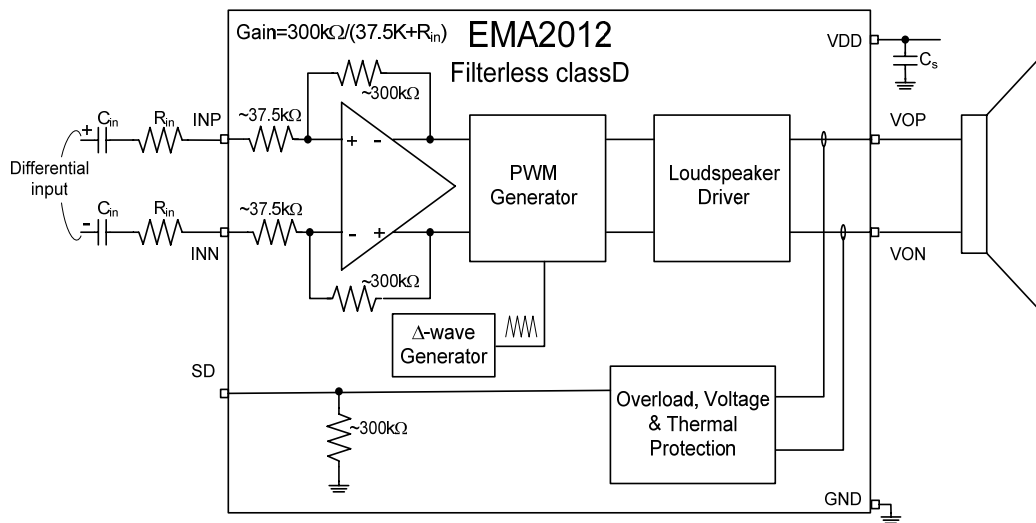 Gain=300kΩ/(37.5K+Rin)
EMA2012
Filterless classD
VDD
Cs
~300kΩ
~37.5kΩ
Cin
Rin
INP
+
+
-
VOP
Differential
input
PWM
Generator
Loudspeaker
Driver
-
Cin
Rin
~37.5kΩ
-
+
INN
VON
~300kΩ
Δ-wave
Generator
SD
Overload, Voltage
& Thermal
Protection
~300kΩ
GND